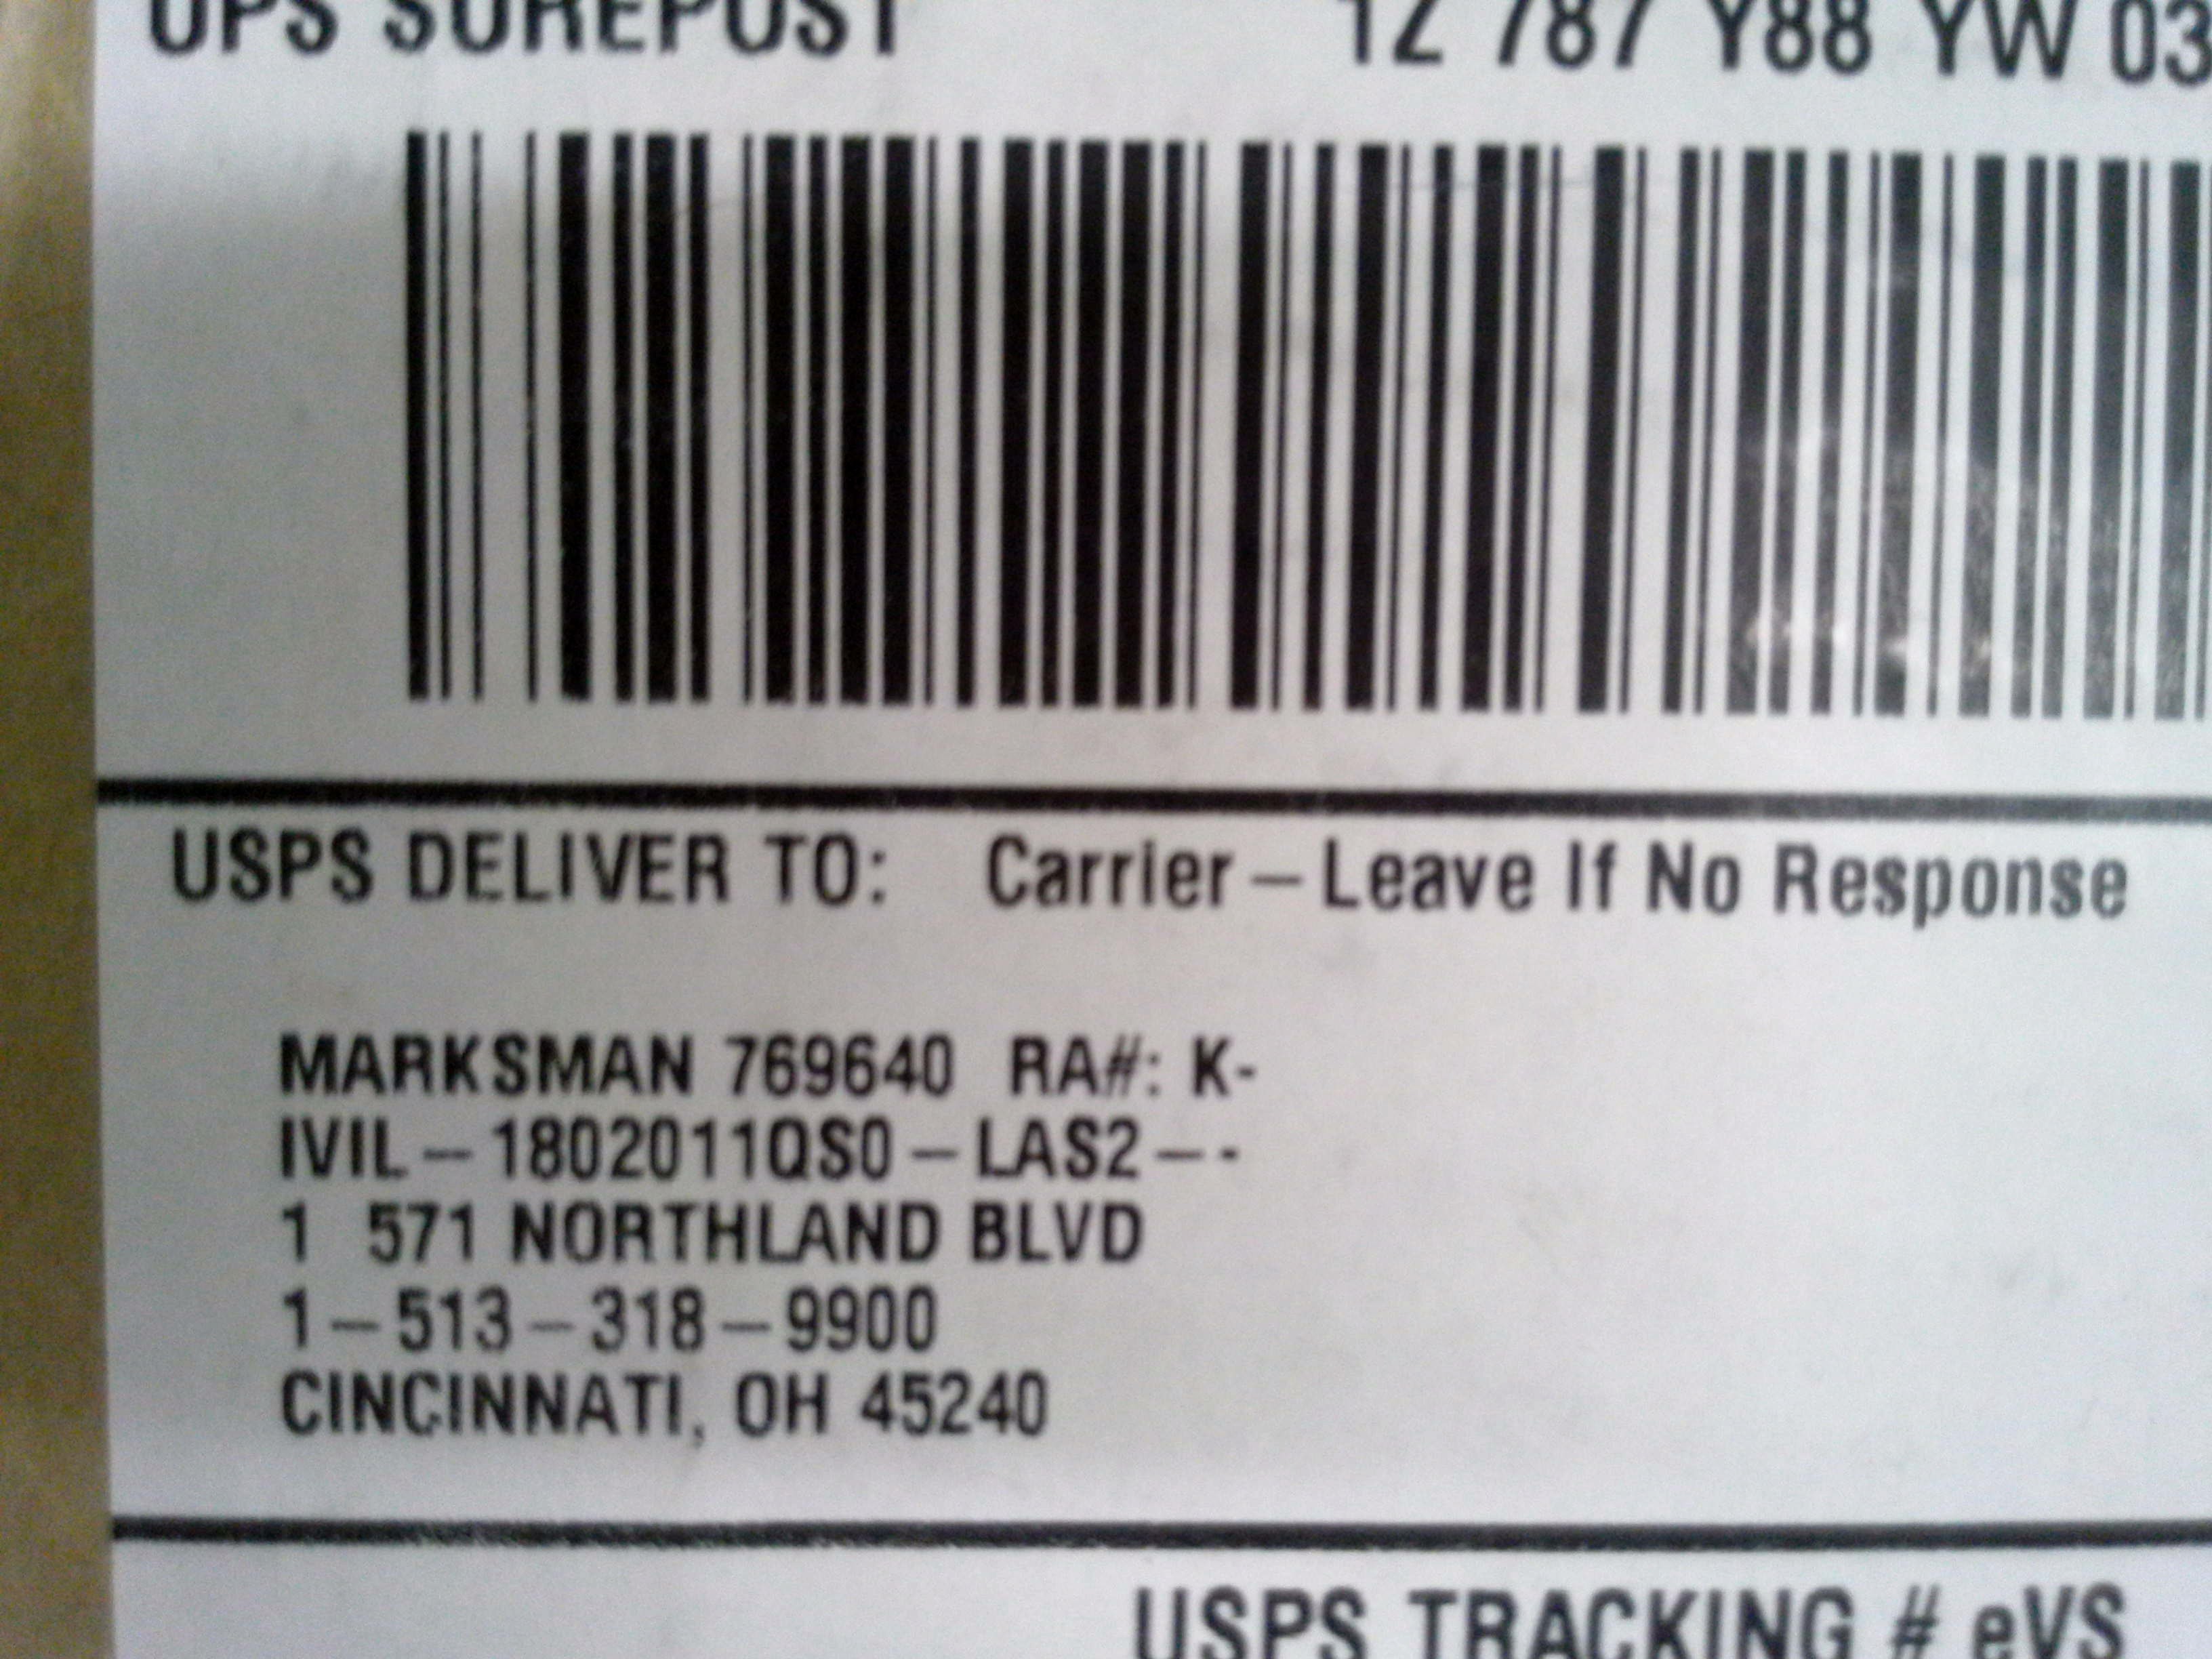 UPS SUREPOST 1Z 787 Y88 YW 03
USPS DELIVER TO: Carrier – Leave If No Response
MARKSMAN 769640 RA#: K-
IVIL – 1802011QS0 – LAS2 – -
1 571 NORTHLAND BLVD
1 – 513 – 318 – 9900
CINCINNATI, OH 45240
USPS TRACKING # eVS